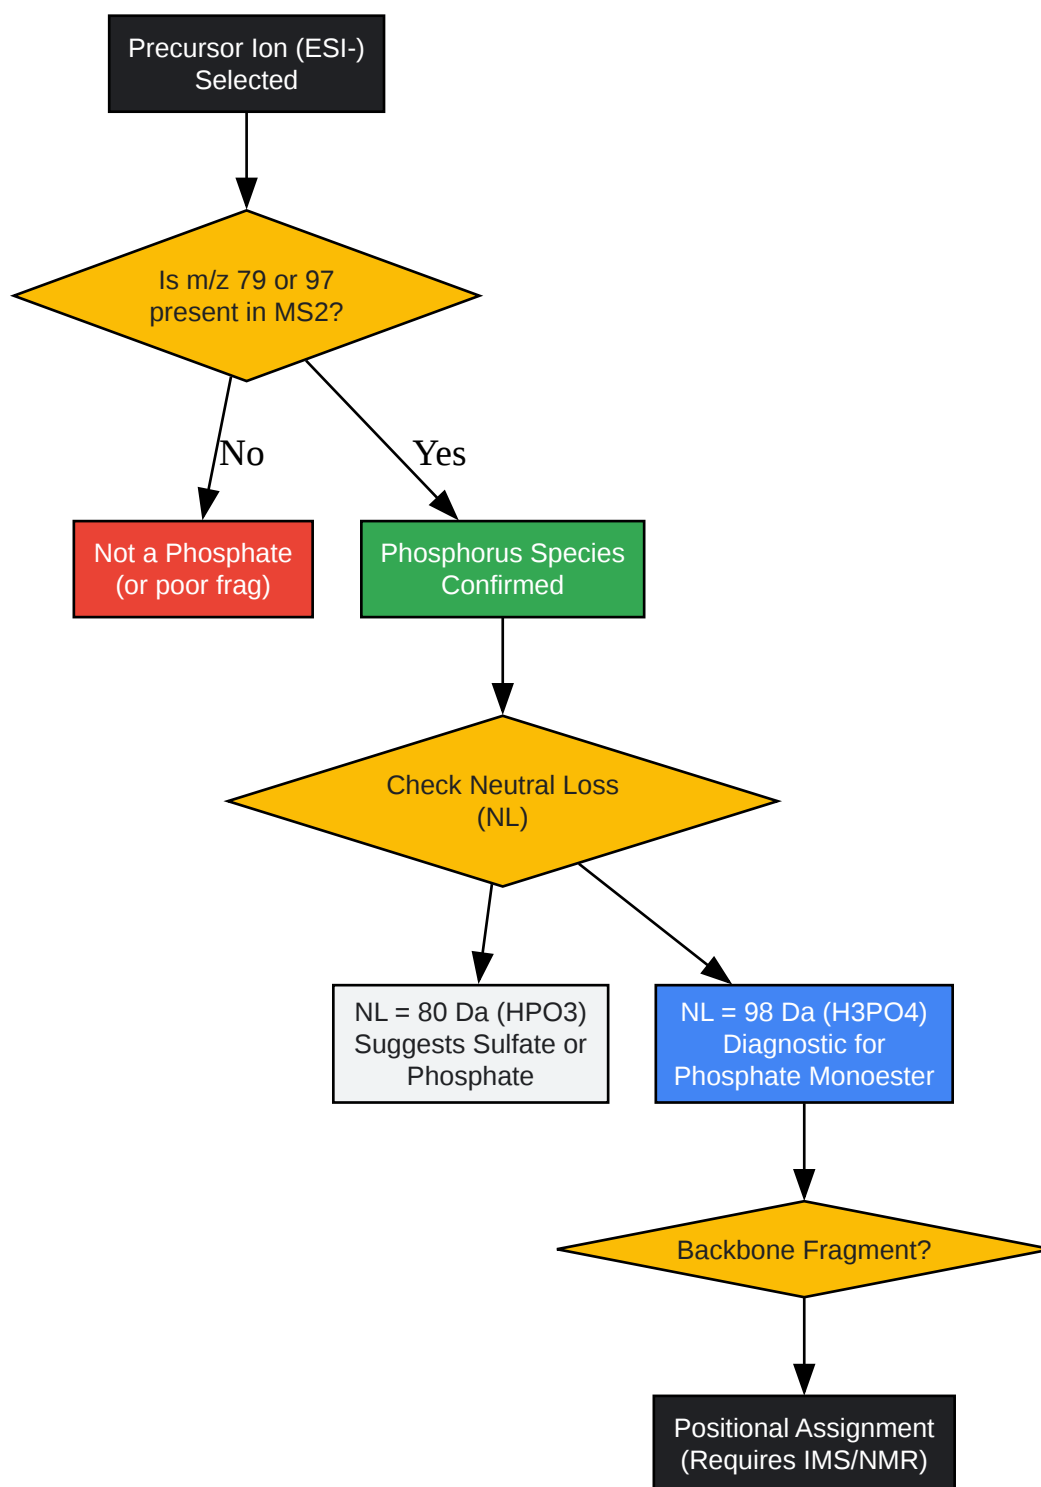 Precursor Ion (ESI-)
Selected
Is m/z 79 or 97
present in MS2?
No
Yes
Not a Phosphate
(or poor frag)
Phosphorus Species
Confirmed
Check Neutral Loss
(NL)
NL = 80 Da (HPO3)
Suggests Sulfate or
Phosphate
NL = 98 Da (H3PO4)
Diagnostic for
Phosphate Monoester
Backbone Fragment?
Positional Assignment
(Requires IMS/NMR)